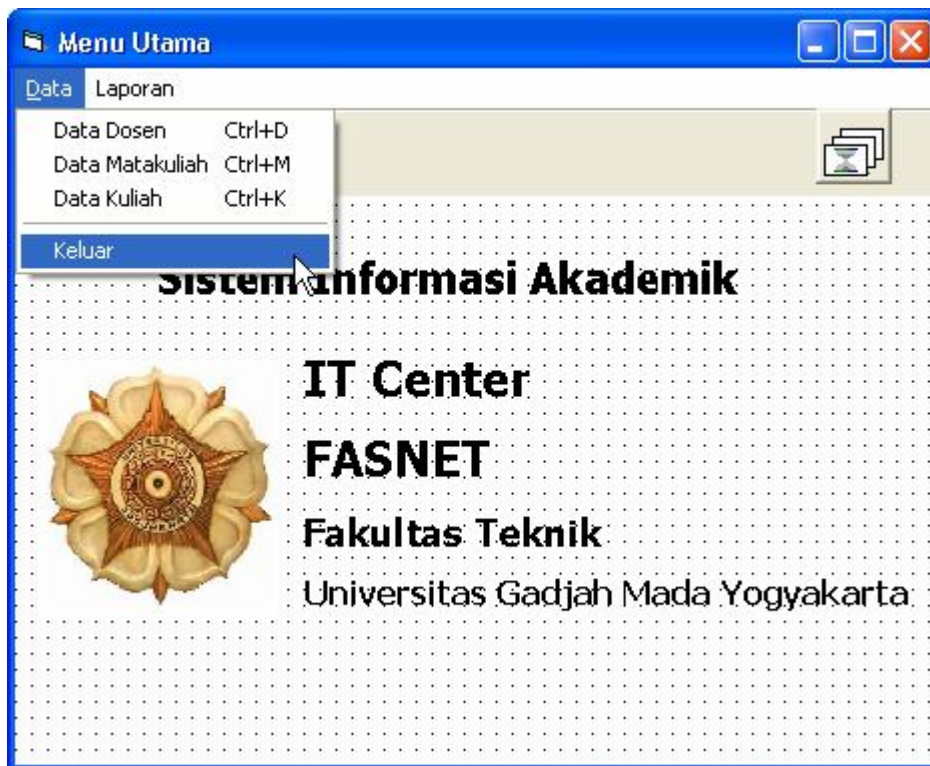 Menu Utama
Data Laporan
Data Dosen Ctrl+D
Data Matakuliah Ctrl+M
Data Kuliah Ctrl+K
Keluar
Sistem Informasi Akademik
IT Center
FASNET
Fakultas Teknik
Universitas Gadjah Mada Yogyakarta